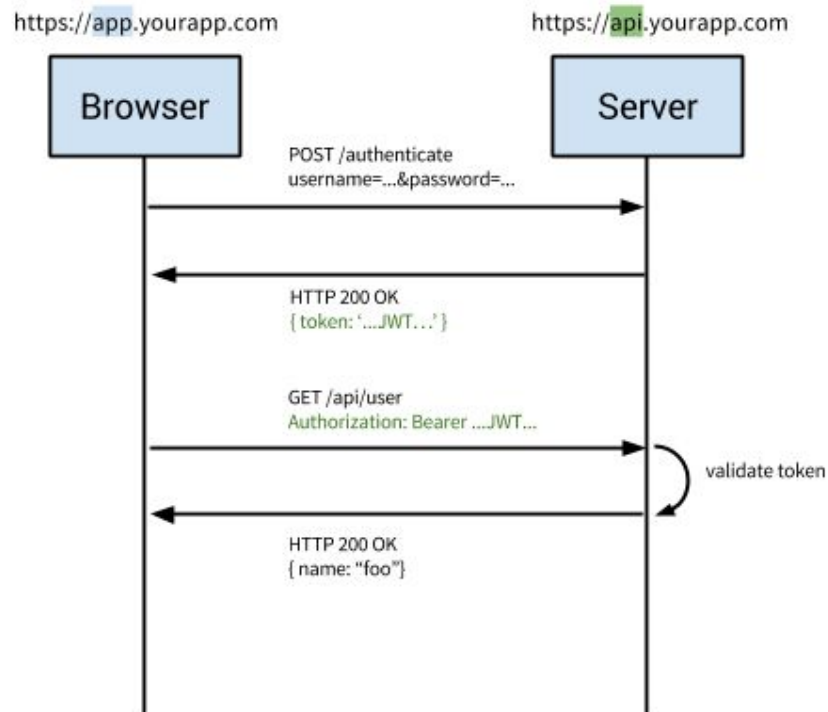 https://app.yourapp.com
https://api.yourapp.com
Browser
Server
POST /authenticate
username=...&password=...
HTTP 200 OK
{ token: ‘...JWT...’ }
GET /api/user
Authorization: Bearer ...JWT...
validate token
HTTP 200 OK
{ name: “foo”}